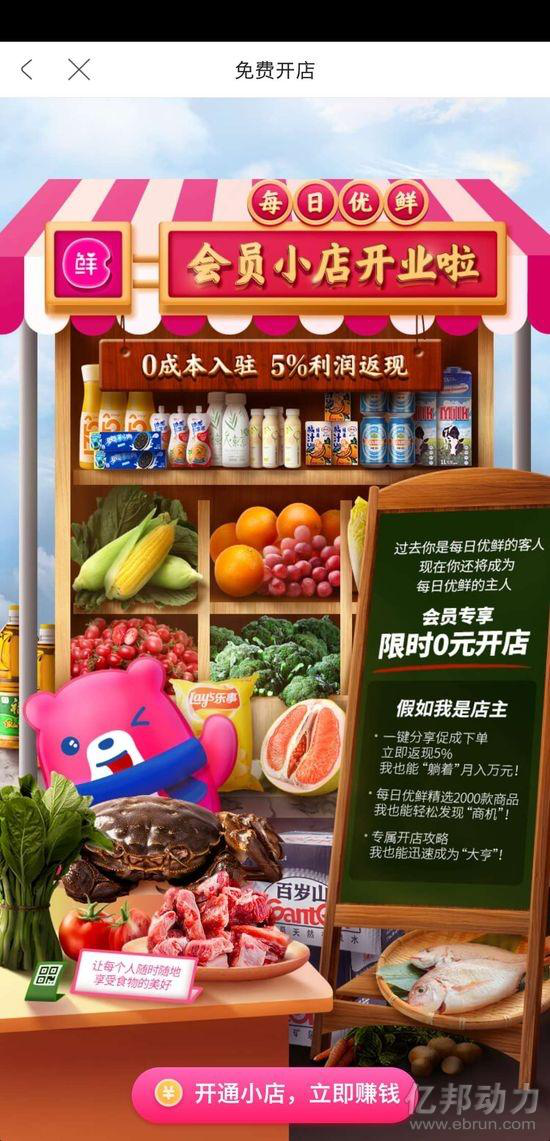 免费开店
每日优鲜
鲜
会员小店开业啦
0成本入驻 5%利润返现
MILK
MILK
过去你是每日优鲜的客人
现在你还将成为
每日优鲜的主人
会员专享
限时0元开店
假如我是店主
· 一键分享促成下单
立即返现5%
我也能“躺着”月入万元！
· 每日优鲜精选2000款商品
我也能轻松发现“商机”！
· 专属开店攻略
我也能迅速成为“大亨”！
Lay's乐事
百岁山
让每个人随时随地
享受食物的美好
¥ 开通小店，立即赚钱
亿邦动力
www.ebrun.com